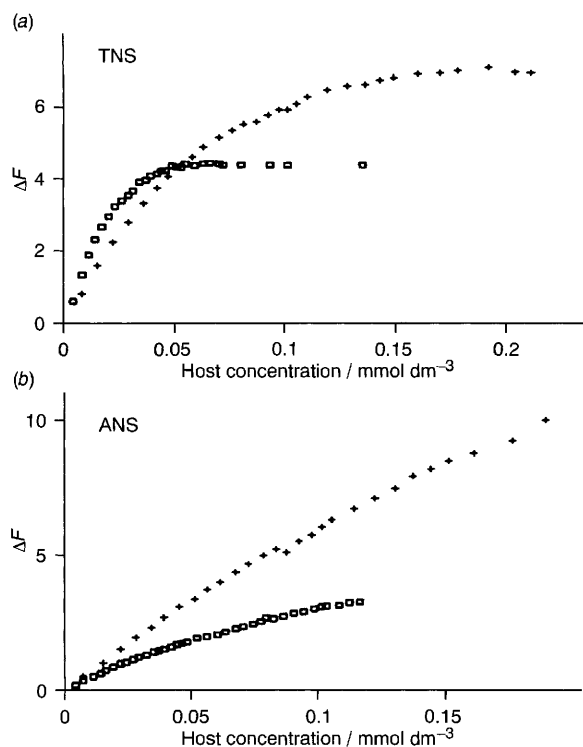 (a)
TNS
6
4
2
0
ΔF
0 0.05 0.1 0.15 0.2
Host concentration / mmol dm⁻³
(b)
ANS
10
5
0
ΔF
0 0.05 0.1 0.15
Host concentration / mmol dm⁻³